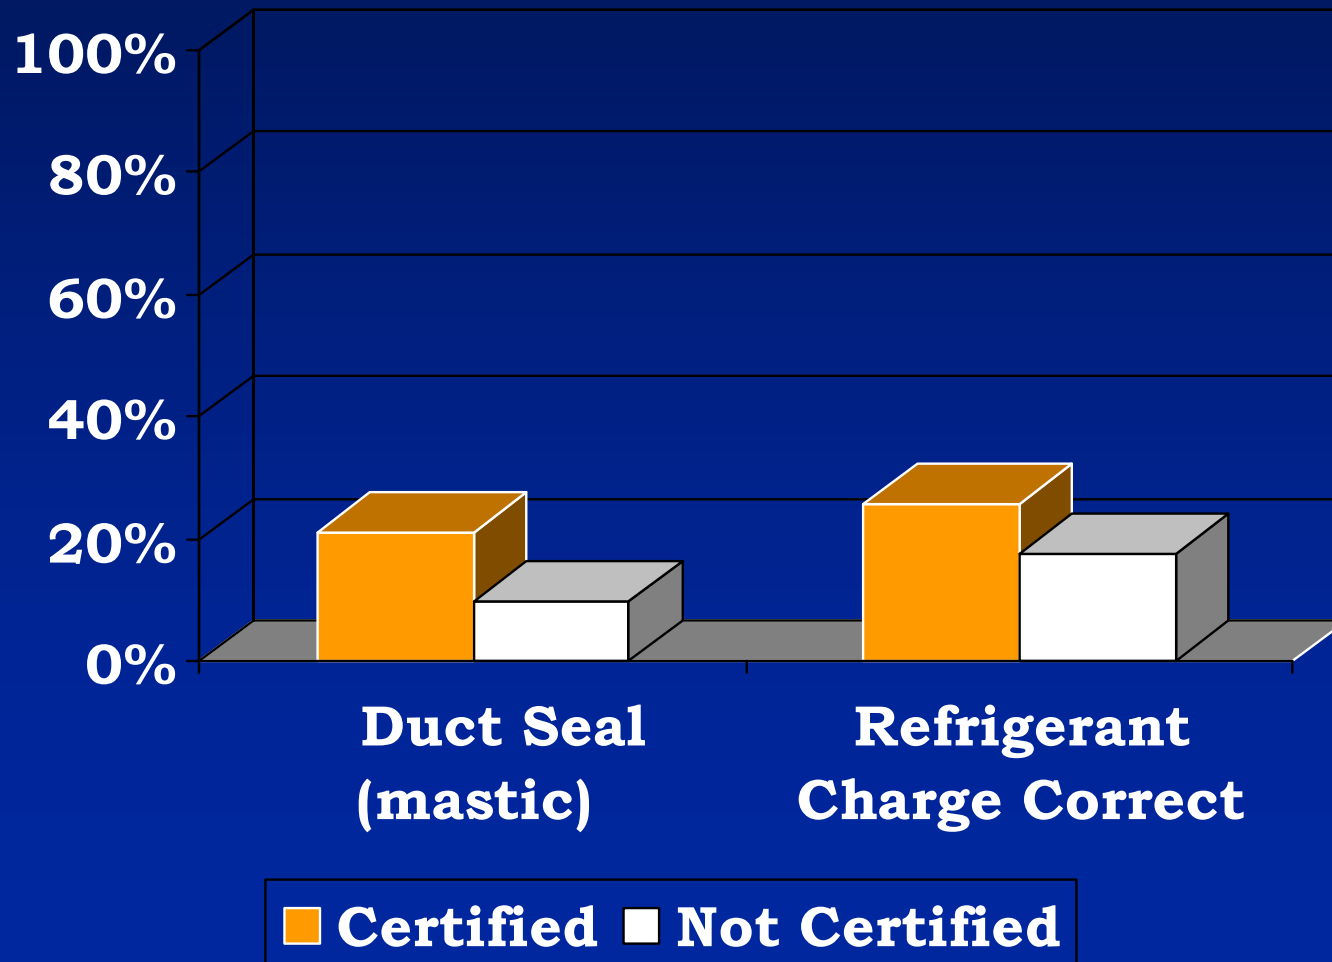 100%
80%
60%
40%
20%
0%
Duct Seal
(mastic)
Refrigerant
Charge Correct
Certified
Not Certified